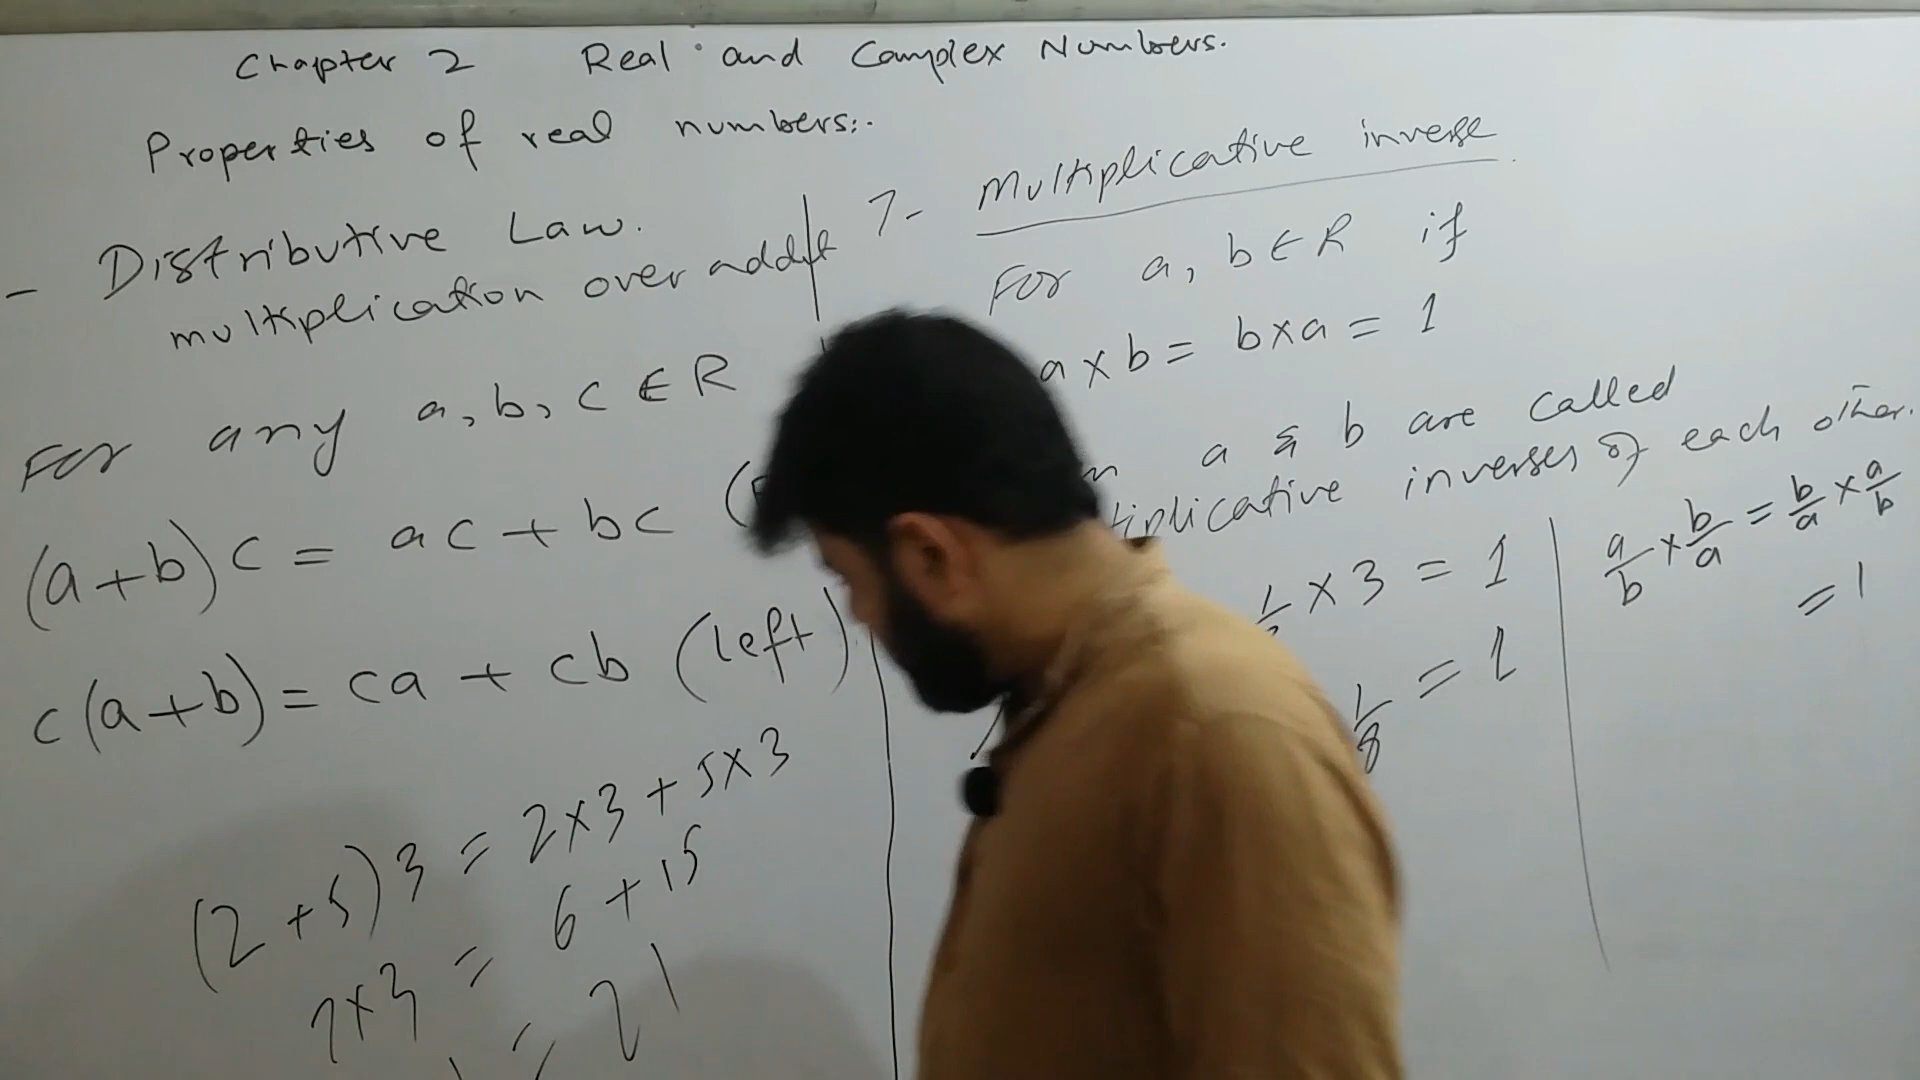 Chapter 2 Real and Complex Numbers.
Properties of real numbers:.
- Distributive Law.
multiplication over addit
For any a, b, c ∈ R
(a+b)c = ac + bc (
c(a+b) = ca + cb (left)
(2+5)3 = 2×3 + 5×3
7×3 = 6 + 15
= 21
7- Multiplicative inverse
For a, b ∈ R if
a × b = b×a = 1
a & b are called
inverses of each other.
× 3 = 1
1/8 = 1
a/b × b/a = b/a × a/b
= 1